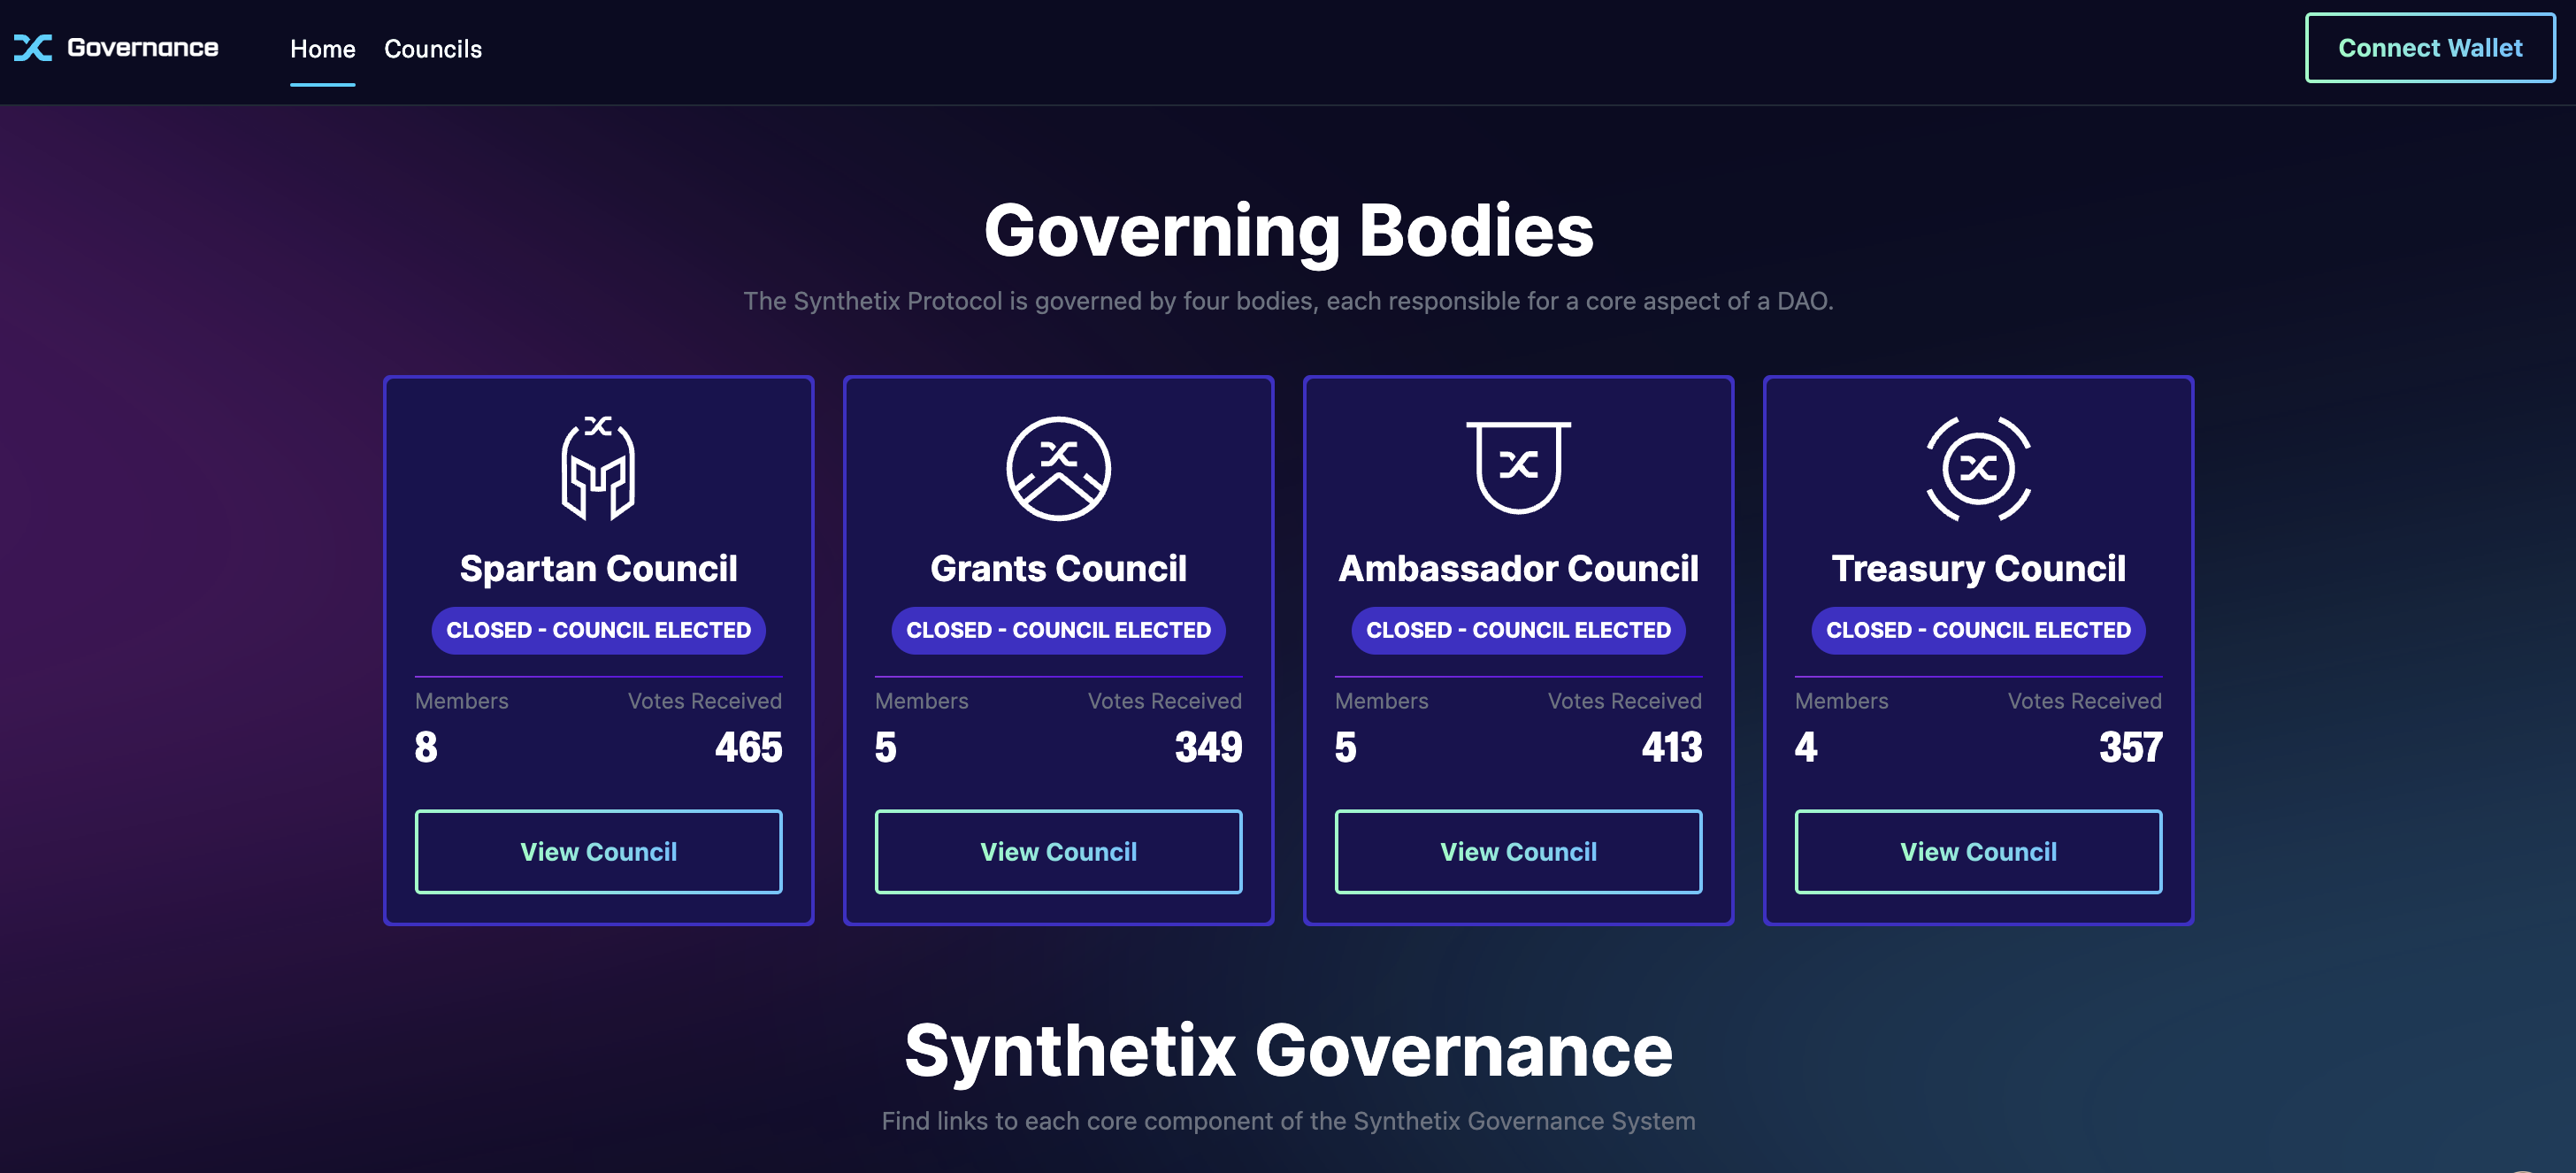 Governance
Home
Councils
Connect Wallet
Governing Bodies
The Synthetix Protocol is governed by four bodies, each responsible for a core aspect of a DAO.
Spartan Council
CLOSED - COUNCIL ELECTED
Members Votes Received
8 465
View Council
Grants Council
CLOSED - COUNCIL ELECTED
Members Votes Received
5 349
View Council
Ambassador Council
CLOSED - COUNCIL ELECTED
Members Votes Received
5 413
View Council
Treasury Council
CLOSED - COUNCIL ELECTED
Members Votes Received
4 357
View Council
Synthetix Governance
Find links to each core component of the Synthetix Governance System